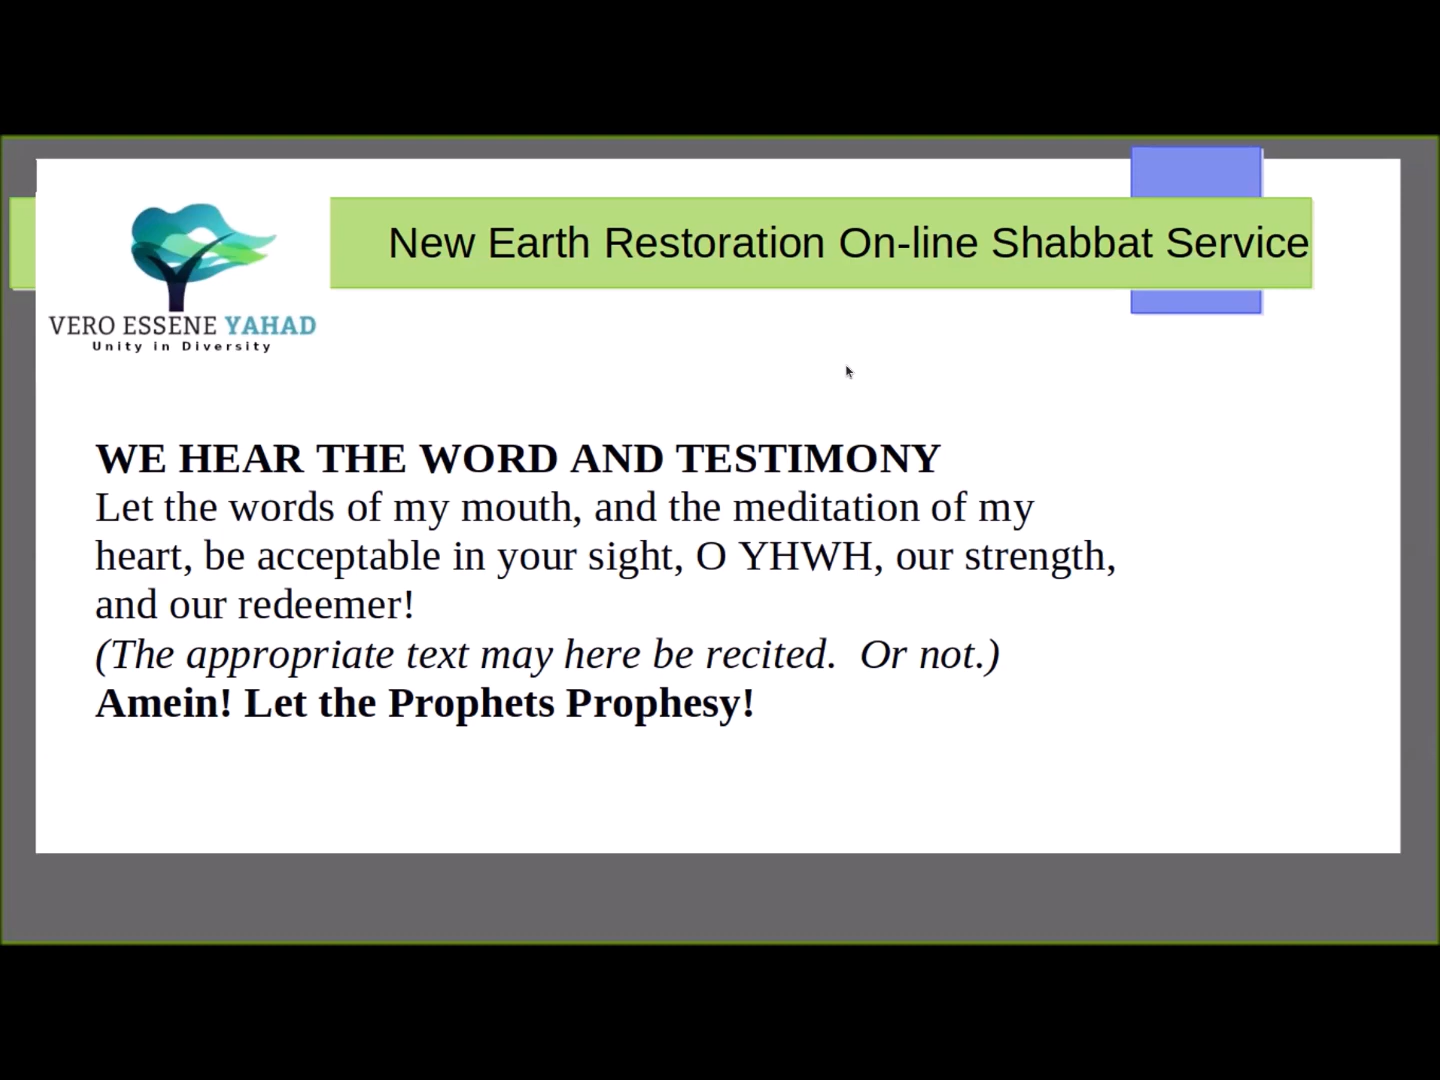 New Earth Restoration On-line Shabbat Service
VERO ESSENE YAHAD
Unity in Diversity
WE HEAR THE WORD AND TESTIMONY
Let the words of my mouth, and the meditation of my
heart, be acceptable in your sight, O YHWH, our strength,
and our redeemer!
(The appropriate text may here be recited.  Or not.)
Amein! Let the Prophets Prophesy!